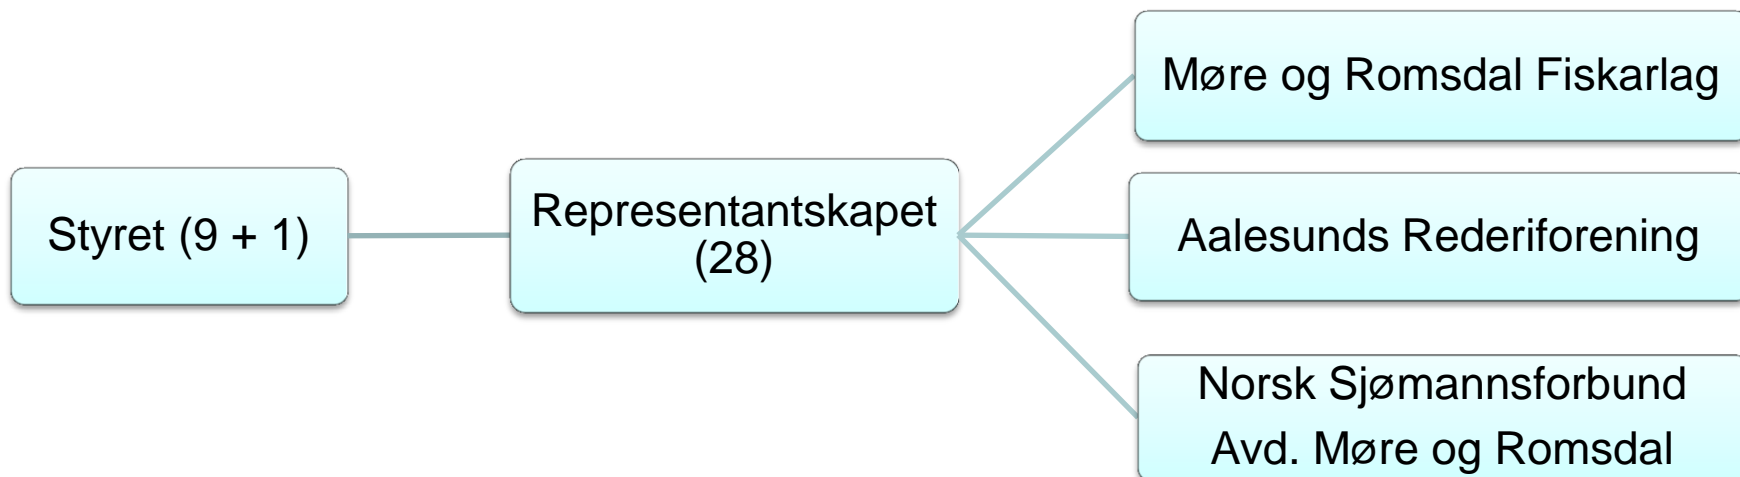 Styret (9 + 1)
Representantskapet
(28)
Møre og Romsdal Fiskarlag
Aalesunds Rederiforening
Norsk Sjømannsforbund
Avd. Møre og Romsdal